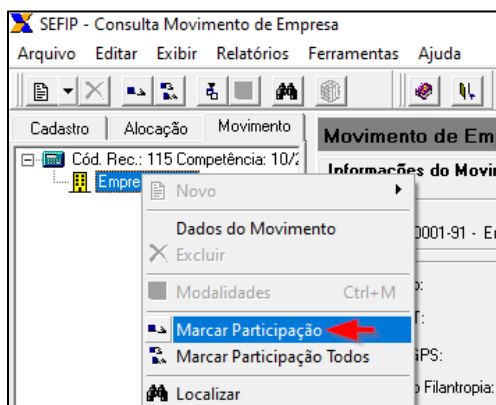 SEFIP - Consulta Movimento de Empresa
Arquivo Editar Exibir Relatórios Ferramentas Ajuda
Cadastro Alocação Movimento
Movimento de Em
Cód. Rec.: 115 Competência: 10/2
Informações do Movi
Empre
Novo
Dados do Movimento
0001-91 - E
Excluir
Modalidades Ctrl+M
Marcar Participação
Marcar Participação Todos
GPS:
Filantropia:
Localizar